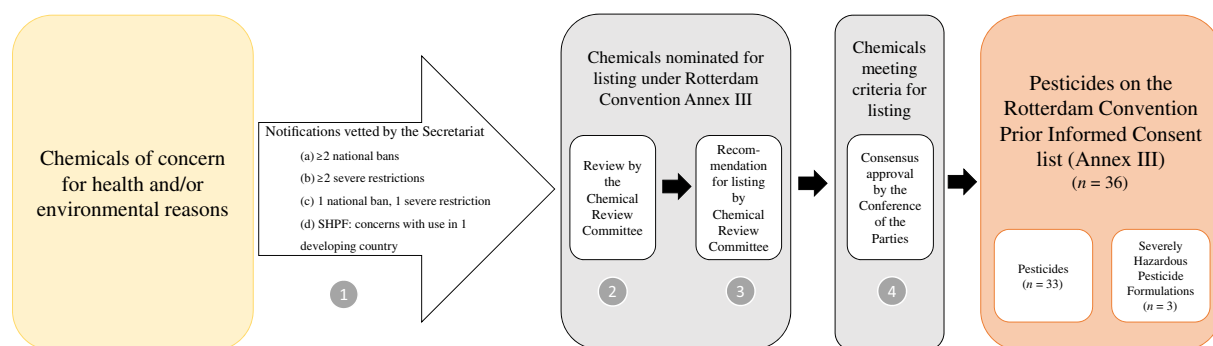 Chemicals of concern
for health and/or
environmental reasons
Notifications vetted by the Secretariat
(a) ≥2 national bans
(b) ≥2 severe restrictions
(c) 1 national ban, 1 severe restriction
(d) SHPF: concerns with use in 1
developing country
1
Chemicals nominated for
listing under Rotterdam
Convention Annex III
Review by
the
Chemical
Review
Committee
2
Recom-
mendation
for listing
by
Chemical
Review
Committee
3
Chemicals
meeting
criteria for
listing
Consensus
approval
by the
Conference
of the
Parties
4
Pesticides on the
Rotterdam Convention
Prior Informed Consent
list (Annex III)
(n = 36)
Pesticides
(n = 33)
Severely
Hazardous
Pesticide
Formulations
(n = 3)